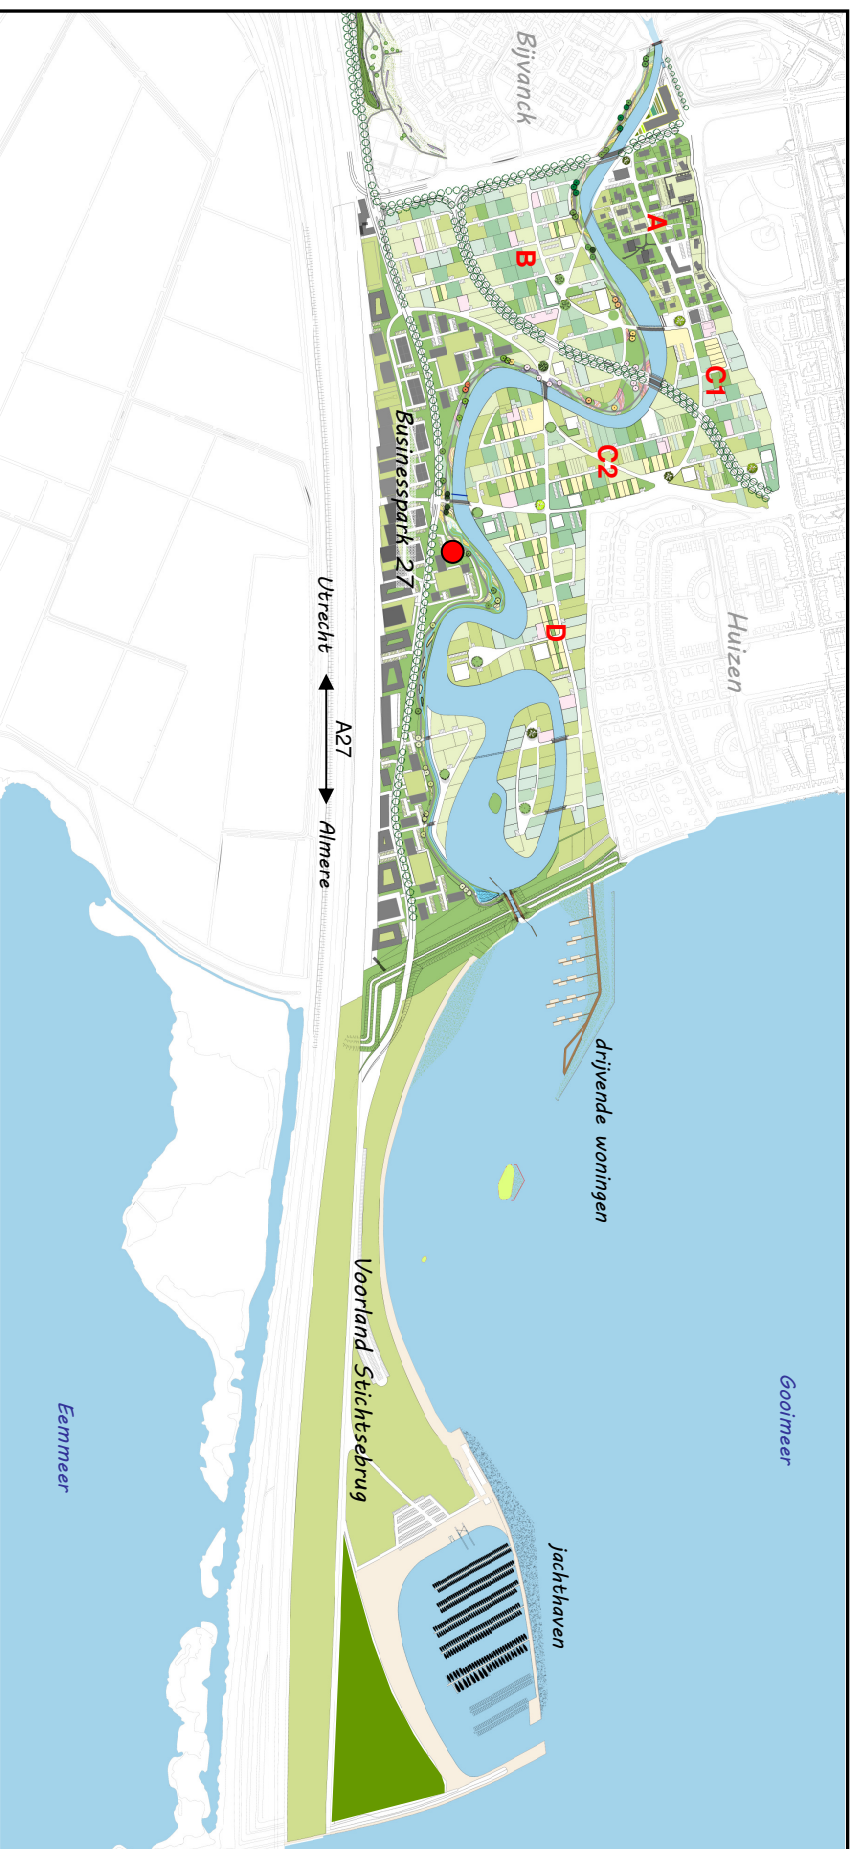 Bijvanck
A
B
C1
C2
Businesspark 27
D
Huizen
Utrecht
A27
Almere
drijvende woningen
Voorland Stichtsebrug
Gooimeer
Eemmeer
jachthaven